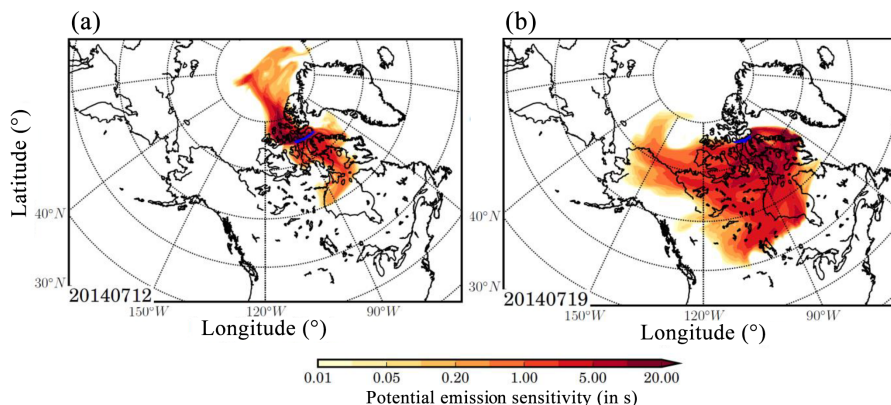 (a)
(b)
Latitude (°)
40°N
30°N
20140712
120°W
150°W
90°W
Longitude (°)
40°N
30°N
20140719
120°W
150°W
90°W
Longitude (°)
0.01 0.05 0.20 1.00 5.00 20.00
Potential emission sensitivity (in s)